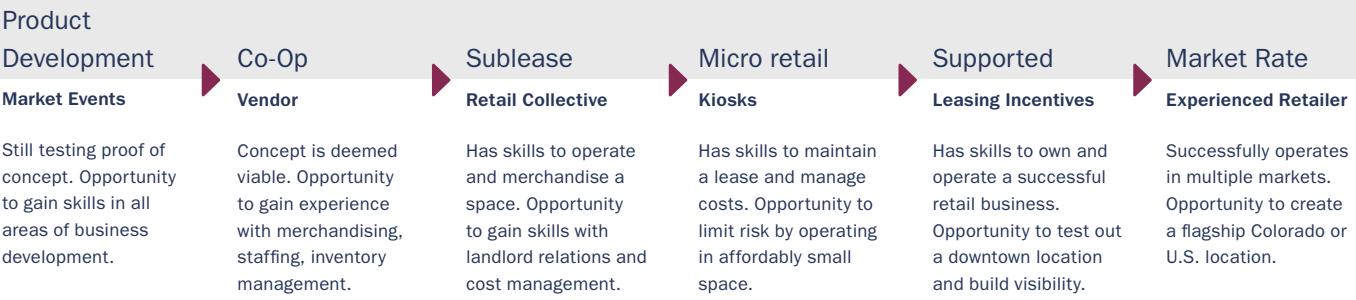 Product
Development
Market Events
Still testing proof of
concept. Opportunity
to gain skills in all
areas of business
development.
Co-Op
Vendor
Concept is deemed
viable. Opportunity
to gain experience
with merchandising,
staffing, inventory
management.
Sublease
Retail Collective
Has skills to operate
and merchandise a
space. Opportunity
to gain skills with
landlord relations and
cost management.
Micro retail
Kiosks
Has skills to maintain
a lease and manage
costs. Opportunity to
limit risk by operating
in affordably small
space.
Supported
Leasing Incentives
Has skills to own and
operate a successful
retail business.
Opportunity to test out
a downtown location
and build visibility.
Market Rate
Experienced Retailer
Successfully operates
in multiple markets.
Opportunity to create
a flagship Colorado or
U.S. location.